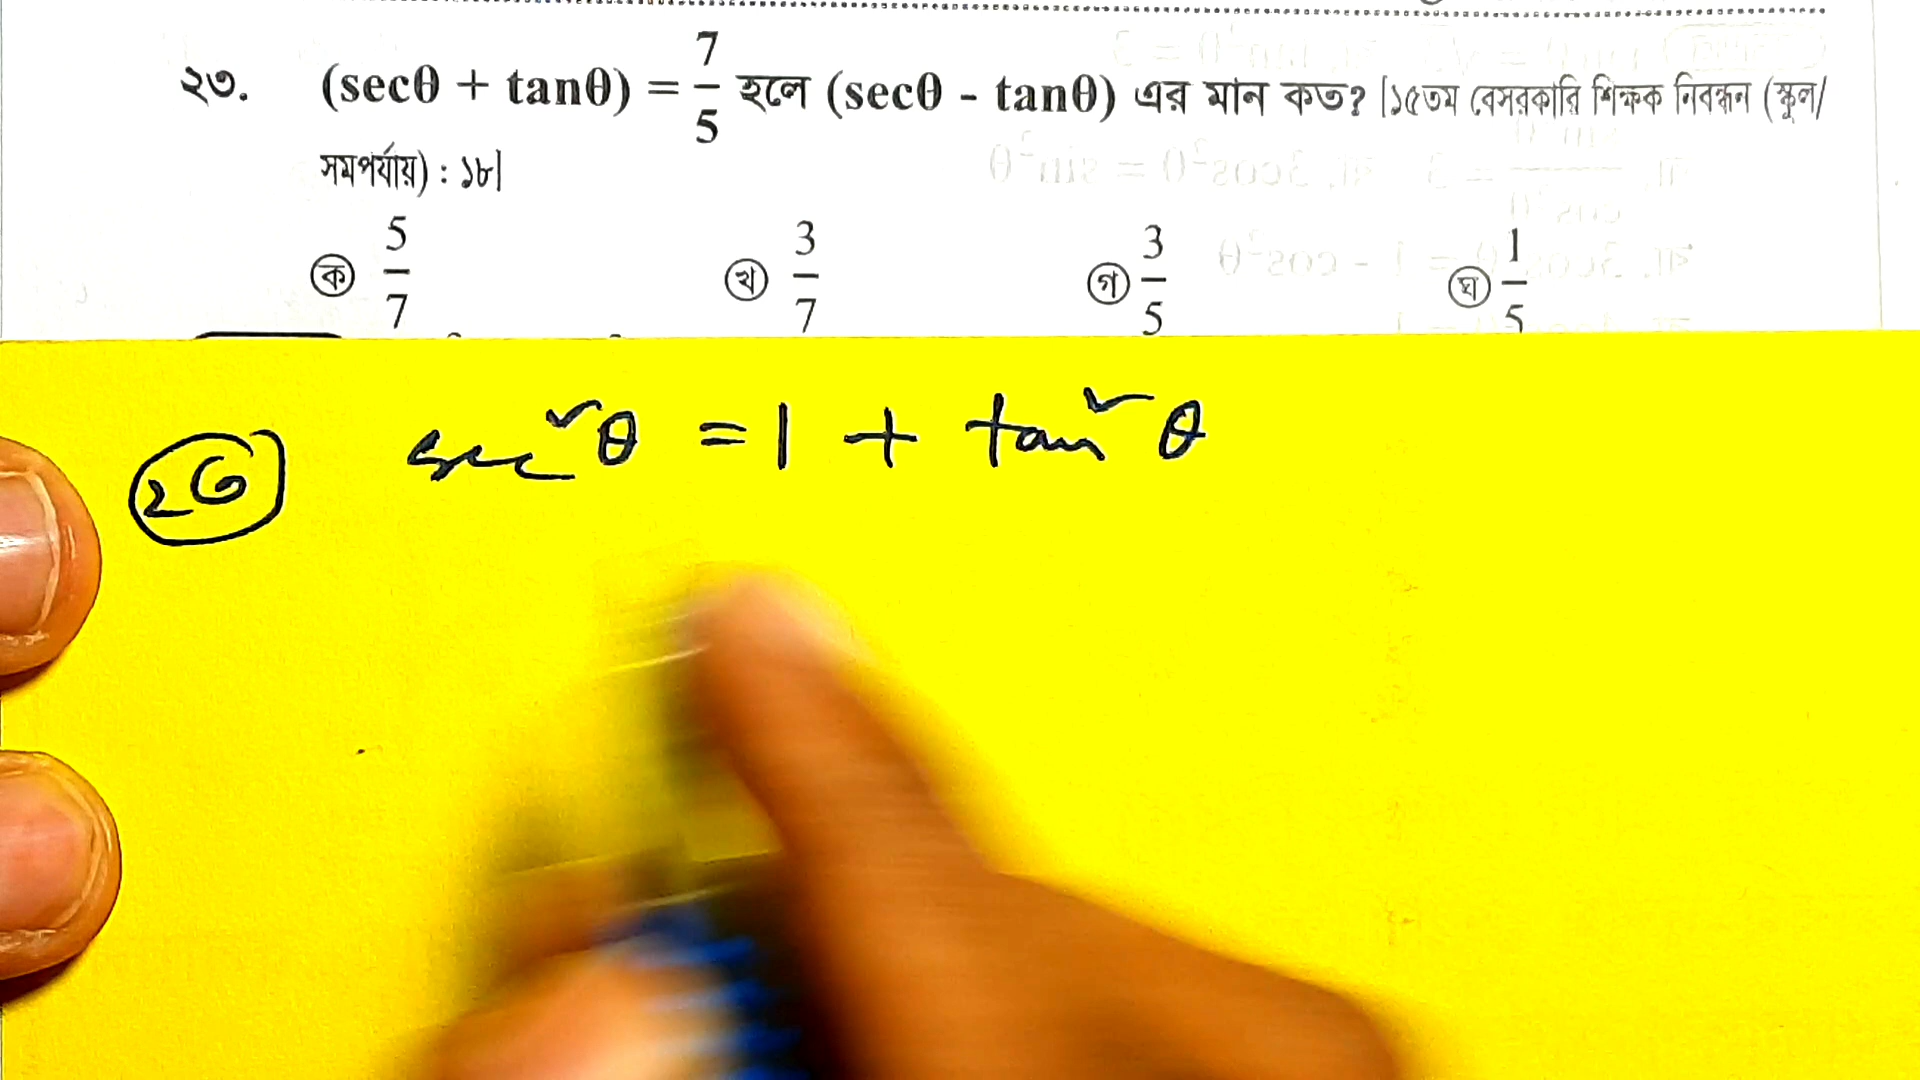 ২৩. (secθ + tanθ) = 7/5 হলে (secθ - tanθ) এর মান কত? [১৫তম বেসরকারি শিক্ষক নিবন্ধন (স্কুল/
সমপর্যায়) : ১৮]
ক 5/7 খ 3/7 গ 3/5 ঘ 1/5
২৩ sec²θ = 1 + tan²θ